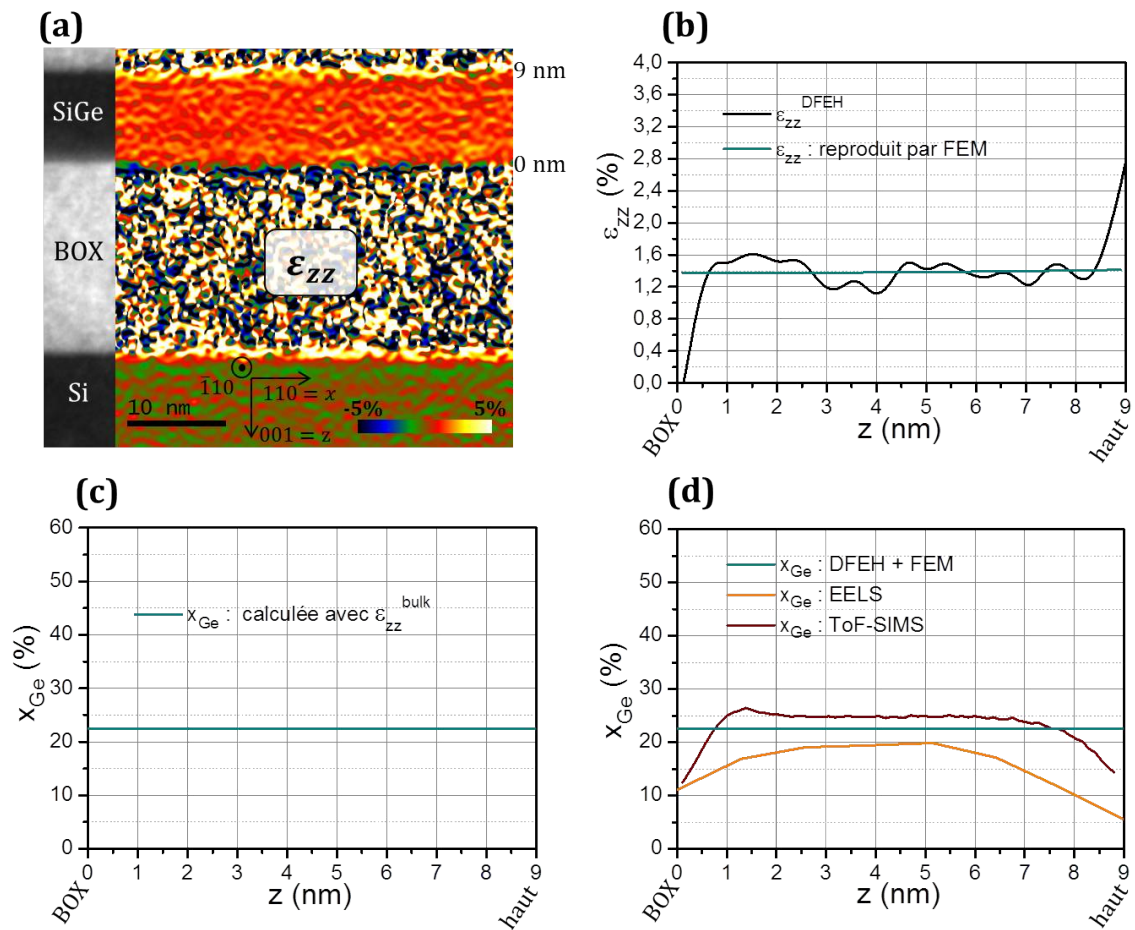 (a)
SiGe
BOX
Si
9 nm
0 nm
εzz
1̄10
110 = x
001 = z
10 nm
-5% 5%
(b)
εzz (%)
4,0
3,6
3,2
2,8
2,4
2,0
1,6
1,2
0,8
0,4
0,0
εzz DFEH
εzz : reproduit par FEM
0 1 2 3 4 5 6 7 8 9
BOX z (nm) haut
(c)
xGe (%)
60
50
40
30
20
10
0
xGe : calculée avec εzz bulk
0 1 2 3 4 5 6 7 8 9
BOX z (nm) haut
(d)
xGe (%)
60
50
40
30
20
10
0
xGe : DFEH + FEM
xGe : EELS
xGe : ToF-SIMS
0 1 2 3 4 5 6 7 8 9
BOX z (nm) haut